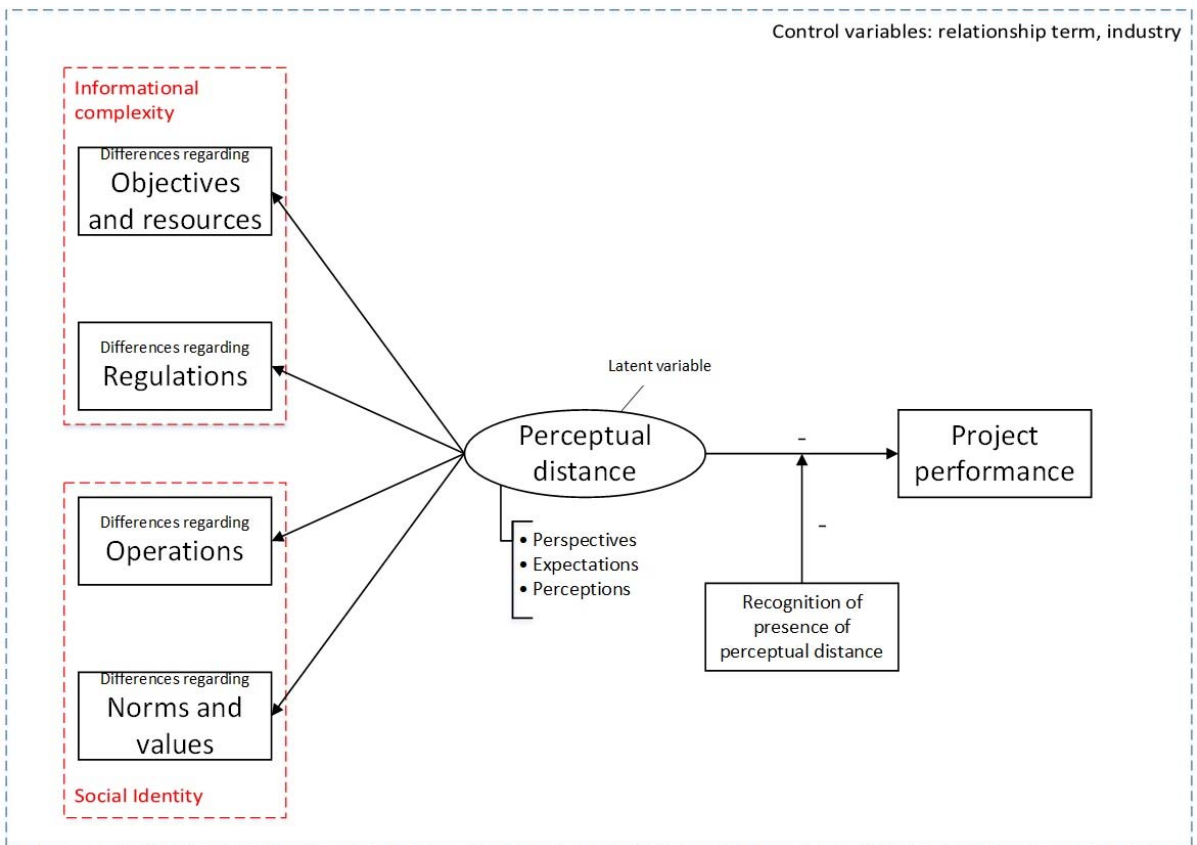 Control variables: relationship term, industry
Informational
complexity
Differences regarding
Objectives
and resources
Differences regarding
Regulations
Differences regarding
Operations
Differences regarding
Norms and
values
Social Identity
Latent variable
Perceptual
distance
• Perspectives
• Expectations
• Perceptions
-
-
Recognition of
presence of
perceptual distance
Project
performance